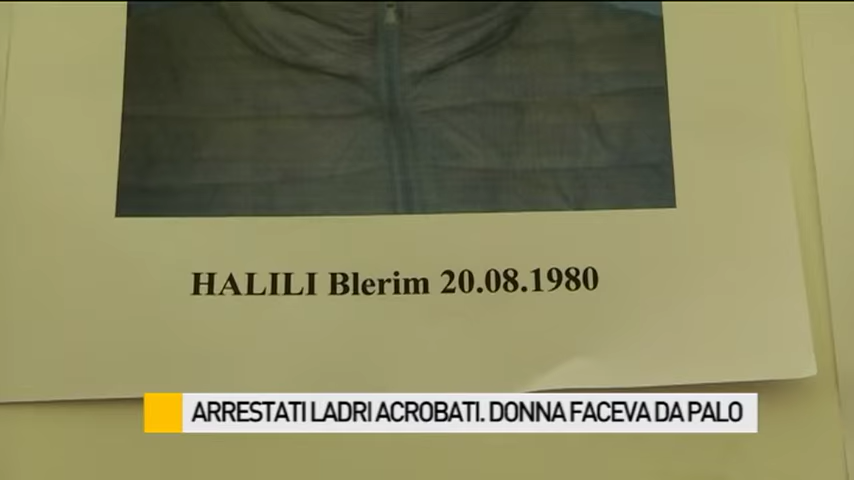 HALILI Blerim 20.08.1980
ARRESTATI LADRI ACROBATI. DONNA FACEVA DA PALO